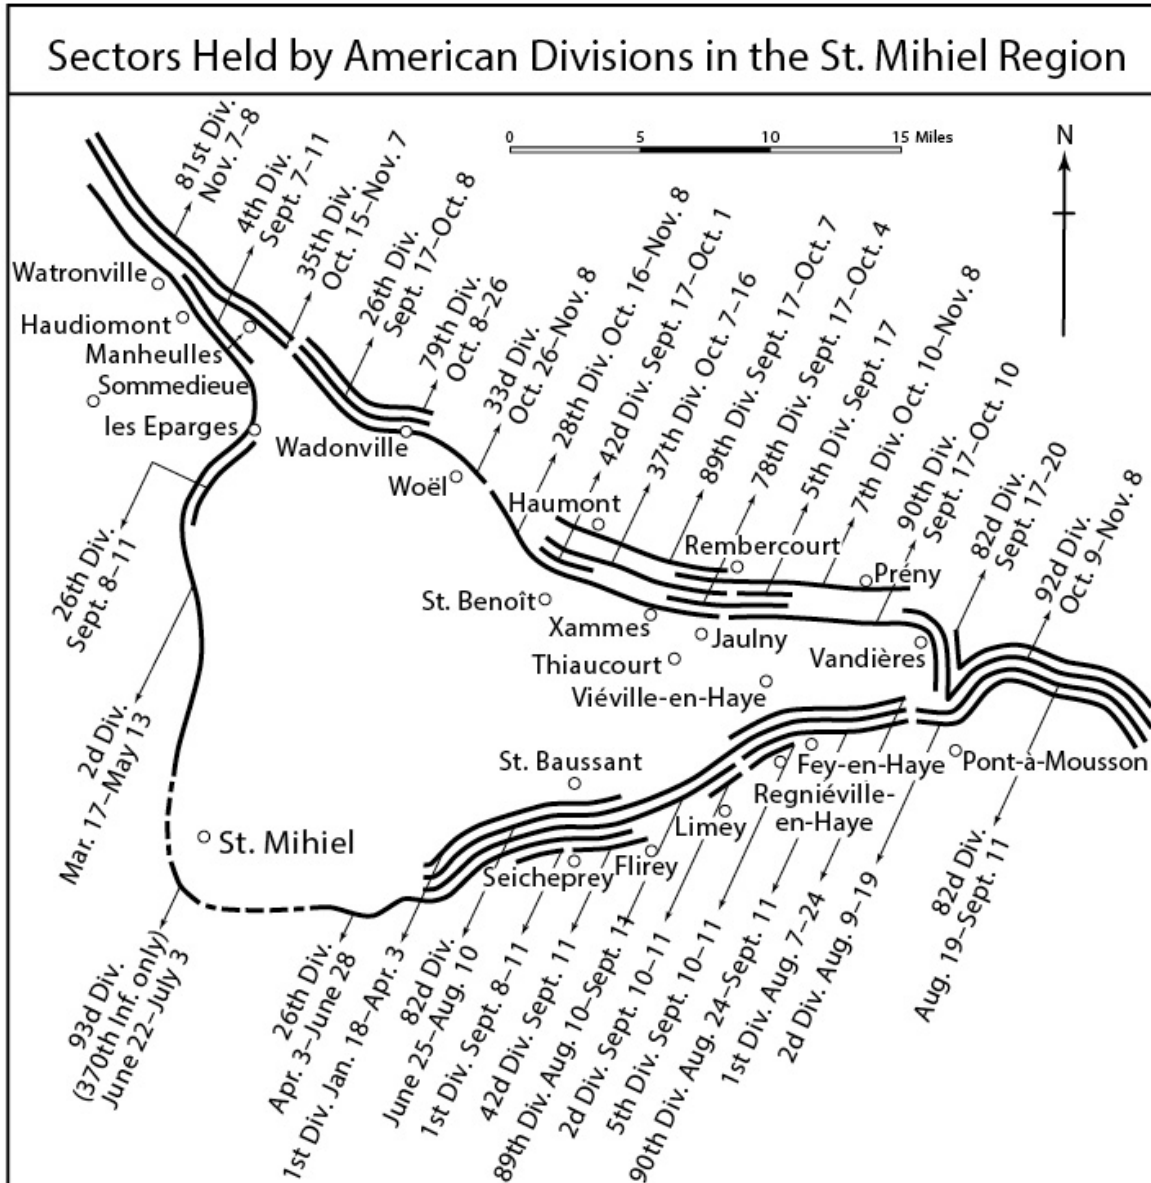 Sectors Held by American Divisions in the St. Mihiel Region
0 5 10 15 Miles
N
81st Div.
Nov. 7–8
4th Div.
Sept. 7–11
35th Div.
Oct. 15–Nov. 7
26th Div.
Sept. 17–Oct. 8
79th Div.
Oct. 8–26
33d Div.
Oct. 26–Nov. 8
28th Div. Oct. 16–Nov. 8
42d Div. Sept. 17–Oct. 1
37th Div. Oct. 7–16
89th Div. Sept. 17–Oct. 7
78th Div. Sept. 17–Oct. 4
5th Div. Sept. 17
7th Div. Oct. 10–Nov. 8
90th Div.
Sept. 17–Oct. 10
82d Div.
Sept. 17–20
92d Div.
Oct. 9–Nov. 8
Watronville
Haudiomont
Manheulles
Sommedieue
les Eparges
Wadonville
Woël
Haumont
Rembercourt
Prény
St. Benoît
Xammes
Jaulny
Thiaucourt
Vandières
Viéville-en-Haye
St. Baussant
Fey-en-Haye
Pont-à-Mousson
Regniéville-
en-Haye
Limey
St. Mihiel
Flirey
Seicheprey
26th Div.
Sept. 8–11
2d Div.
Mar. 17–May 13
93d Div.
(370th Inf. only)
June 22–July 3
26th Div.
Apr. 3–June 28
1st Div. Jan. 18–Apr. 3
82d Div.
June 25–Aug. 10
1st Div. Sept. 8–11
42d Div. Sept. 11
89th Div. Aug. 10–Sept. 11
2d Div. Sept. 10–11
5th Div. Sept. 10–11
90th Div. Aug. 24–Sept. 11
1st Div. Aug. 7–24
2d Div. Aug. 9–19
82d Div.
Aug. 19–Sept. 11